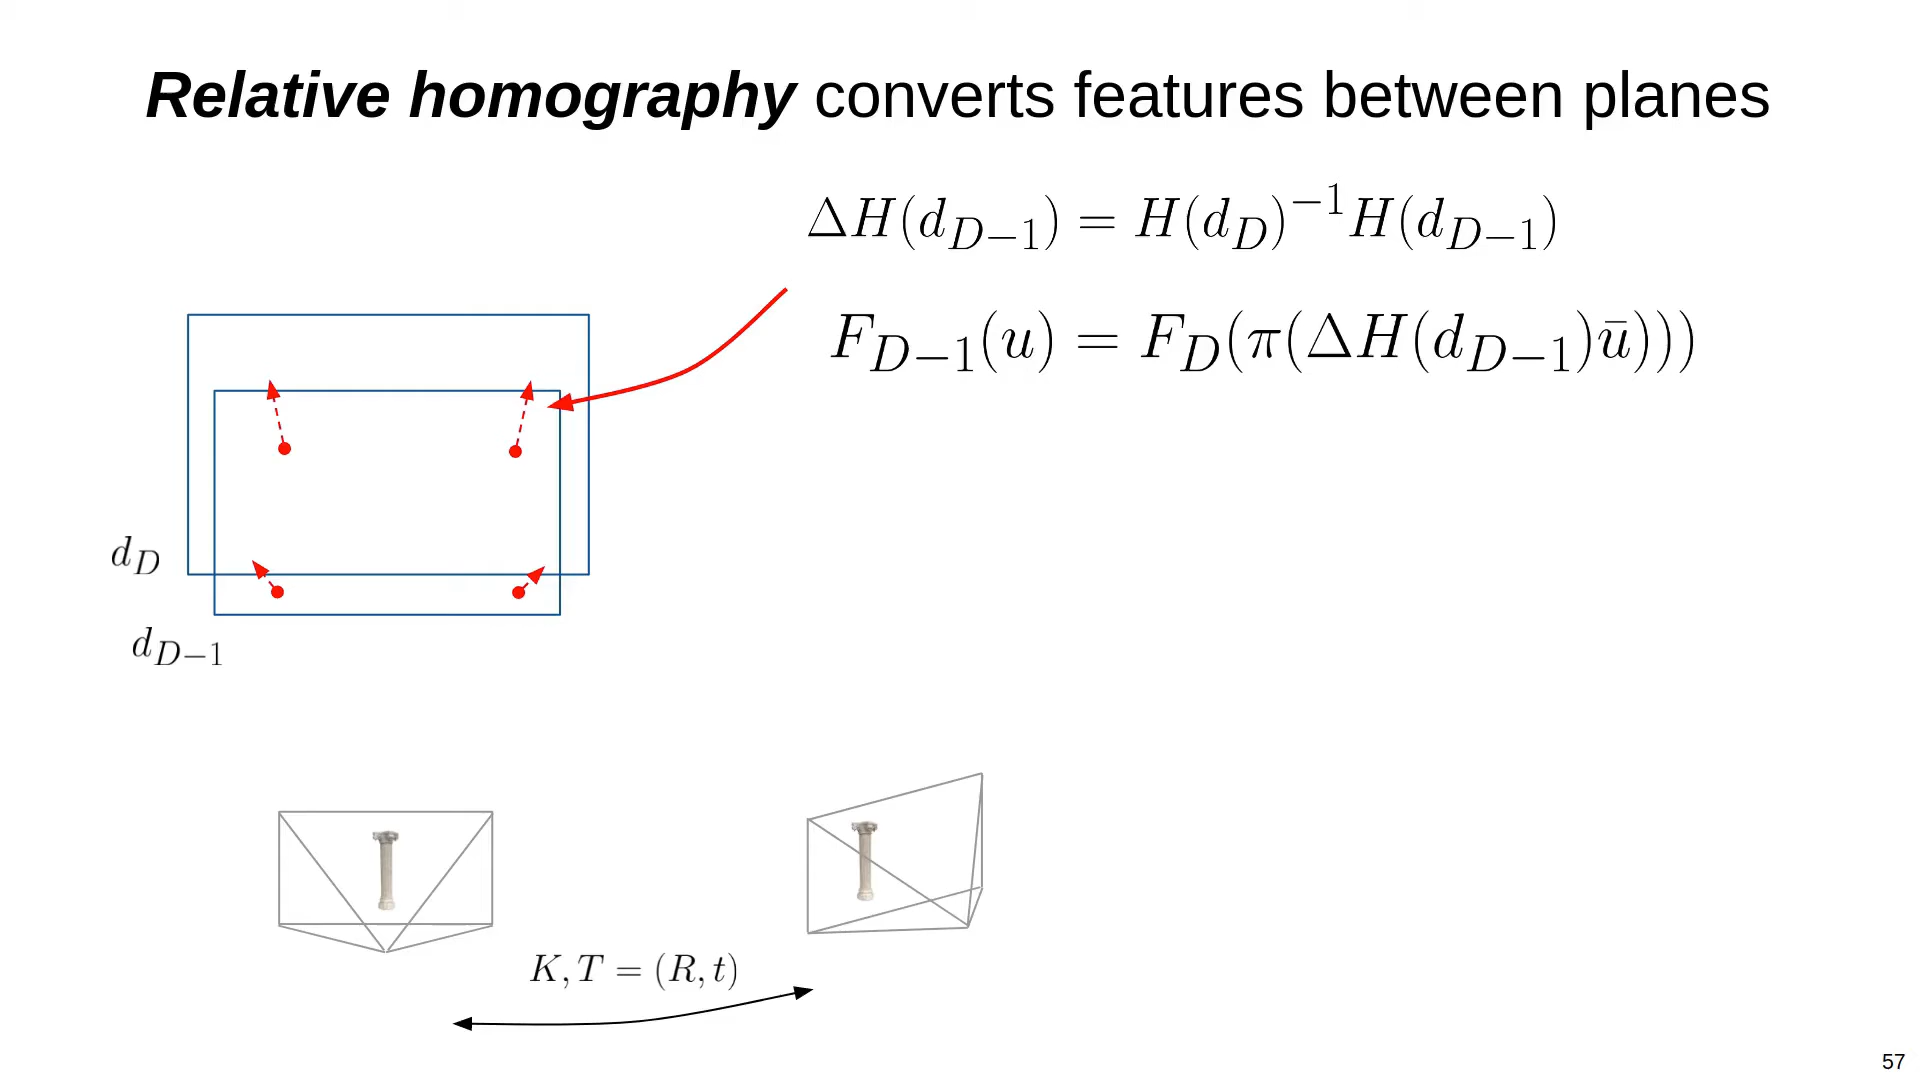 Relative homography converts features between planes
ΔH(d_{D−1}) = H(d_D)^{−1}H(d_{D−1})
F_{D−1}(u) = F_D(π(ΔH(d_{D−1})ū)))
d_D
d_{D−1}
K, T = (R, t)
57